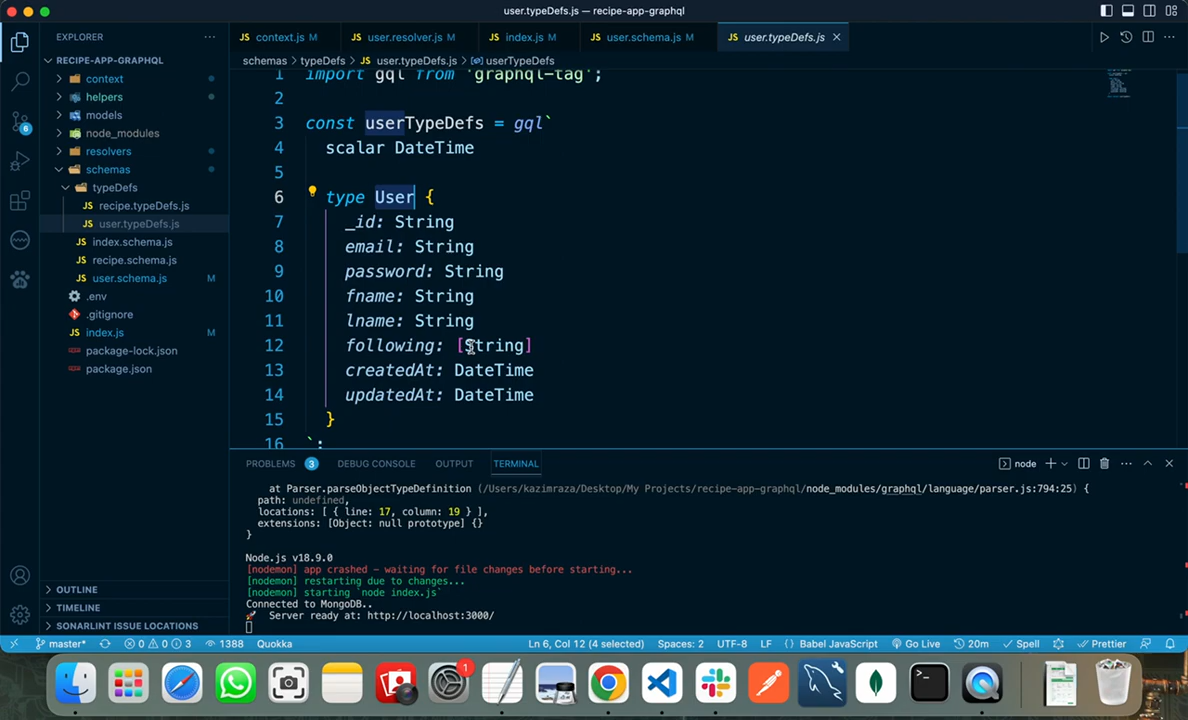 user.typeDefs.js — recipe-app-graphql
EXPLORER
context.js M
user.resolver.js M
index.js M
user.schema.js M
user.typeDefs.js
RECIPE-APP-GRAPHQL
context
helpers
models
node_modules
resolvers
schemas
typeDefs
JS recipe.typeDefs.js
JS user.typeDefs.js
JS index.schema.js
JS recipe.schema.js
JS user.schema.js M
.env
.gitignore
JS index.js M
package-lock.json
package.json
OUTLINE
TIMELINE
SONARLINT ISSUE LOCATIONS
schemas > typeDefs > JS user.typeDefs.js > userTypeDefs
1 import gql from 'graphql-tag';
2
3 const userTypeDefs = gql`
4 scalar DateTime
5
6 type User {
7 _id: String
8 email: String
9 password: String
10 fname: String
11 lname: String
12 following: [String]
13 createdAt: DateTime
14 updatedAt: DateTime
15 }
16 `;
PROBLEMS 3 DEBUG CONSOLE OUTPUT TERMINAL
node
at Parser.parseObjectTypeDefinition (/Users/kazimraza/Desktop/My Projects/recipe-app-graphql/node_modules/graphql/language/parser.js:794:25) {
path: undefined,
locations: [ { line: 17, column: 19 } ],
extensions: [Object: null prototype] {}
}
Node.js v18.9.0
[nodemon] app crashed - waiting for file changes before starting...
[nodemon] restarting due to changes...
[nodemon] starting `node index.js`
Connected to MongoDB..
🚀 Server ready at: http://localhost:3000/
master* 0 0 3 1388 Quokka Ln 6, Col 12 (4 selected) Spaces: 2 UTF-8 LF {} Babel JavaScript Go Live 20m Spell Prettier
6
1